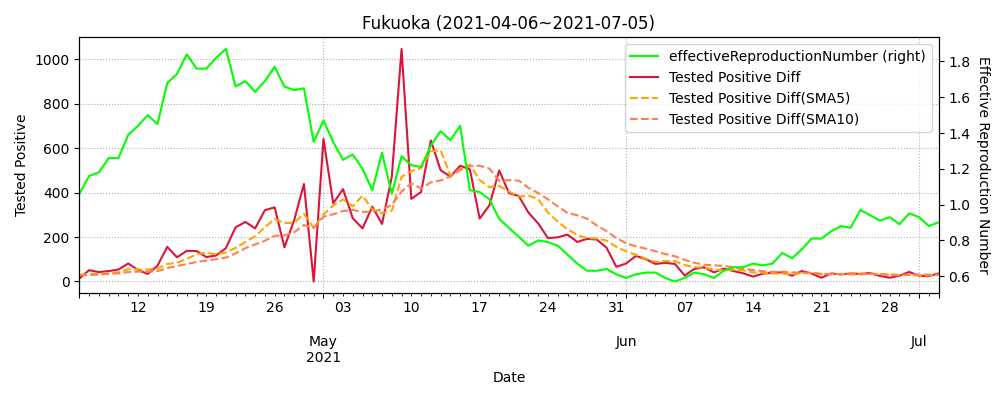 Fukuoka (2021-04-06~2021-07-05)
effectiveReproductionNumber (right)
Tested Positive Diff
Tested Positive Diff(SMA5)
Tested Positive Diff(SMA10)
Tested Positive
1000
800
600
400
200
0
1.8
1.6
1.4
1.2
1.0
0.8
0.6
Effective Reproduction Number
12 19 26 03 10 17 24 31 07 14 21 28
May Jun Jul
2021
Date